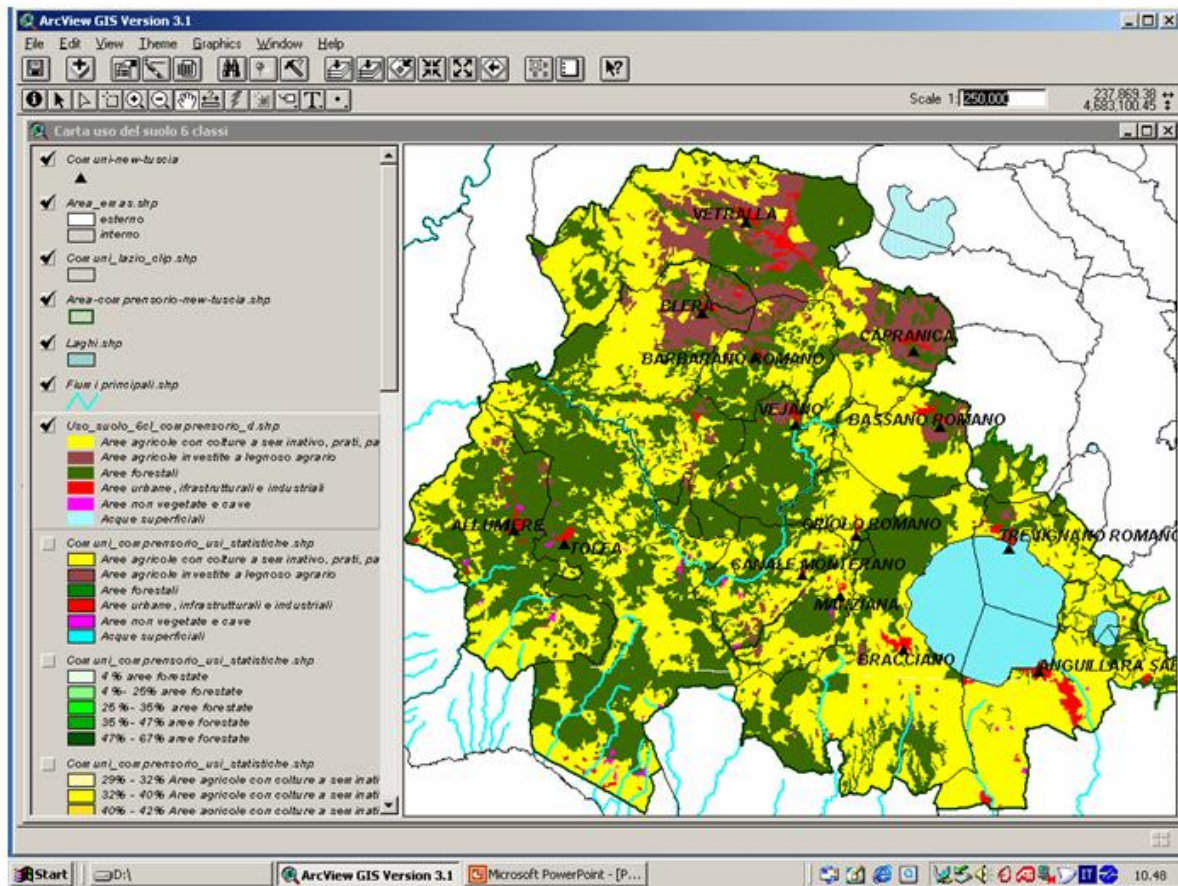 ArcView GIS Version 3.1
File Edit View Theme Graphics Window Help
Scale 1: 250.000
237,869.38
4,683,100.45
Carta uso del suolo 6 classi
Comuni-new-tuscia
Area_emas.shp
esterno
interno
Comuni_lazio_clip.shp
Area-comprensorio-new-tuscia.shp
Laghi.shp
Fiumi principali.shp
Uso_suolo_6cl_comprensorio_d.shp
Aree agricole con colture a seminativo, prati, pa
Aree agricole investite a legnoso agrario
Aree forestali
Aree urbane, ifrastrutturali e industriali
Aree non vegetate e cave
Acque superficiali
Comuni_comprensorio_usi_statistiche.shp
Aree agricole con colture a seminativo, prati, pa
Aree agricole investite a legnoso agrario
Aree forestali
Aree urbane, infrastrutturali e industriali
Aree non vegetate e cave
Acque superficiali
Comuni_comprensorio_usi_statistiche.shp
4 % aree forestate
4 %- 25% aree forestate
25 %- 35% aree forestate
35 %- 47% aree forestate
47% - 67% aree forestate
Comuni_comprensorio_usi_statistiche.shp
29% - 32% Aree agricole con colture a seminati
32% - 40% Aree agricole con colture a seminati
40% - 42% Aree agricole con colture a seminati
VETRALLA
BLERA
CAPRANICA
BARBARANO ROMANO
VEJANO
BASSANO ROMANO
ALLUMERE
TOLFA
ORIOLO ROMANO
TREVIGNANO ROMANO
CANALE MONTERANO
MANZIANA
BRACCIANO
ANGUILLARA SAB
Start
D:\
ArcView GIS Version 3.1
Microsoft PowerPoint - [P...
IT
10.48